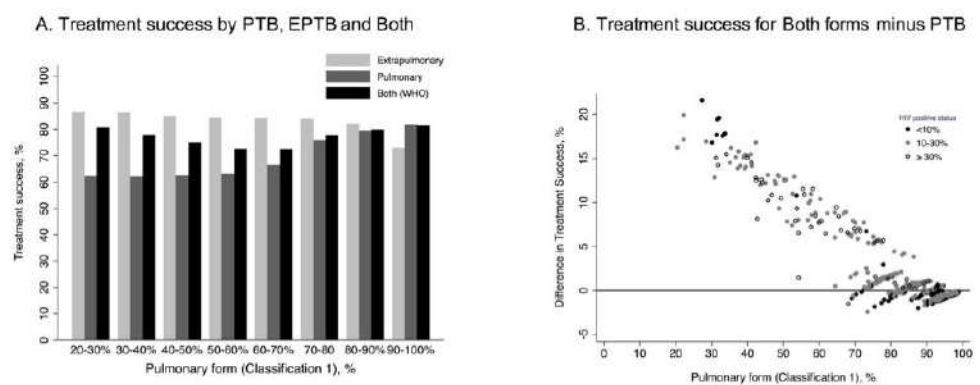 A. Treatment success by PTB, EPTB and Both
Extrapulmonary
Pulmonary
Both (WHO)
Treatment success, %
100
90
80
70
60
50
40
30
20
10
0
20-30% 30-40% 40-50% 50-60% 60-70% 70-80 80-90% 90-100%
Pulmonary form (Classification 1), %
B. Treatment success for Both forms minus PTB
HIV positive status
<10%
10-30%
≥ 30%
Difference in Treatment Success, %
20
15
10
5
0
-5
0 10 20 30 40 50 60 70 80 90 100
Pulmonary form (Classification 1), %